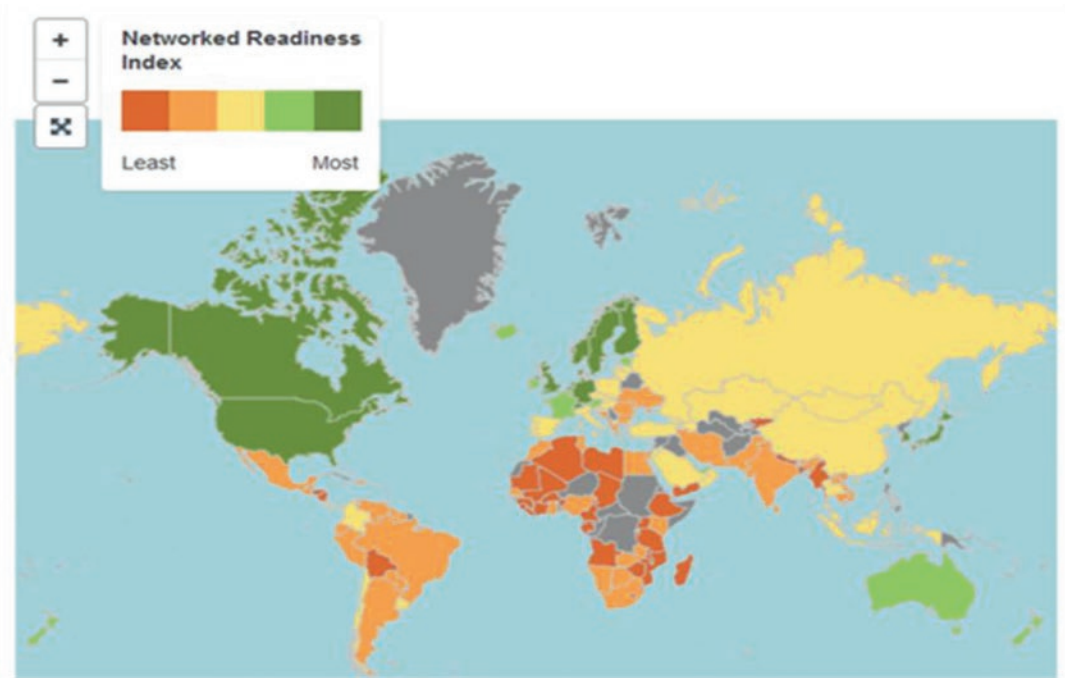 +
Networked Readiness
Index
−
Least Most